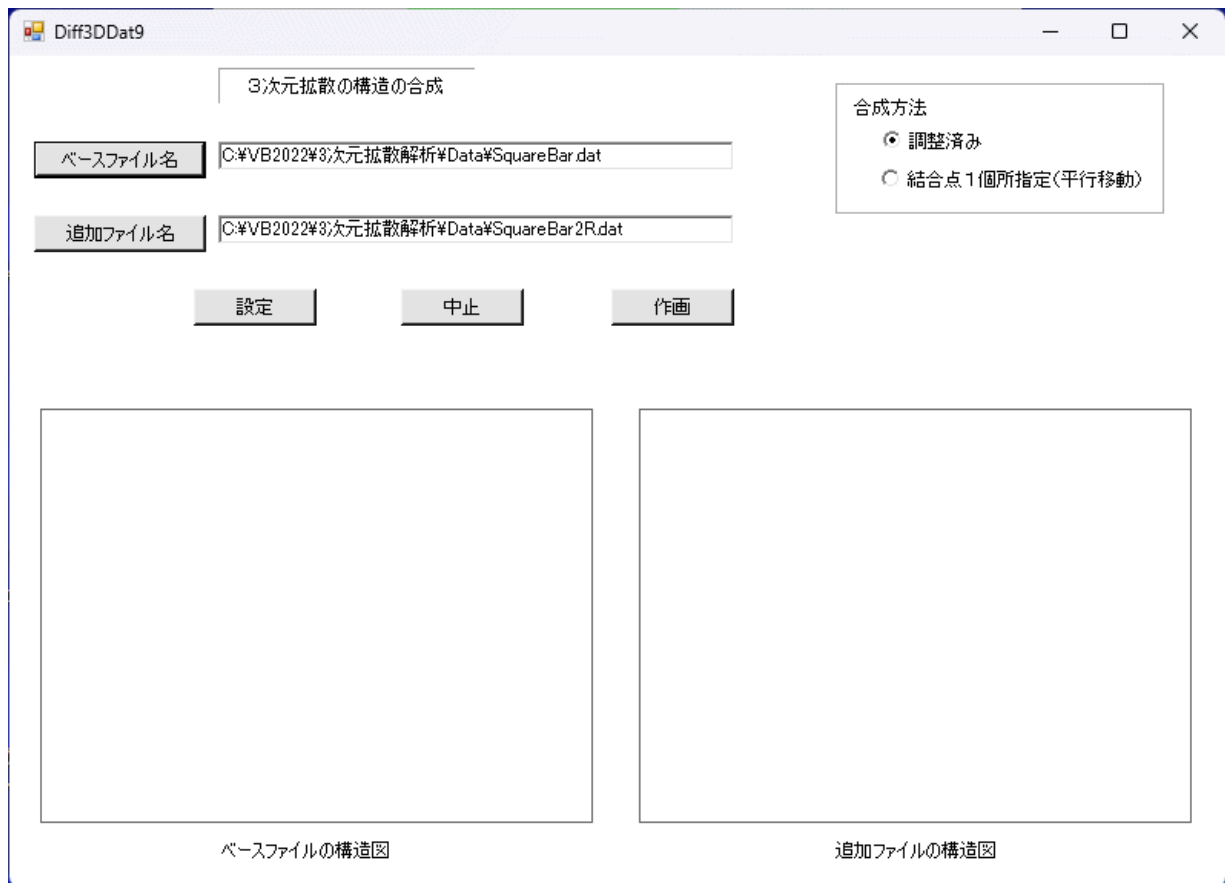 Diff3DDat9
３次元拡散の構造の合成
合成方法
調整済み
結合点１個所指定(平行移動)
ベースファイル名
C:¥VB2022¥3次元拡散解析¥Data¥SquareBar.dat
追加ファイル名
C:¥VB2022¥3次元拡散解析¥Data¥SquareBar2R.dat
設定
中止
作画
ベースファイルの構造図
追加ファイルの構造図